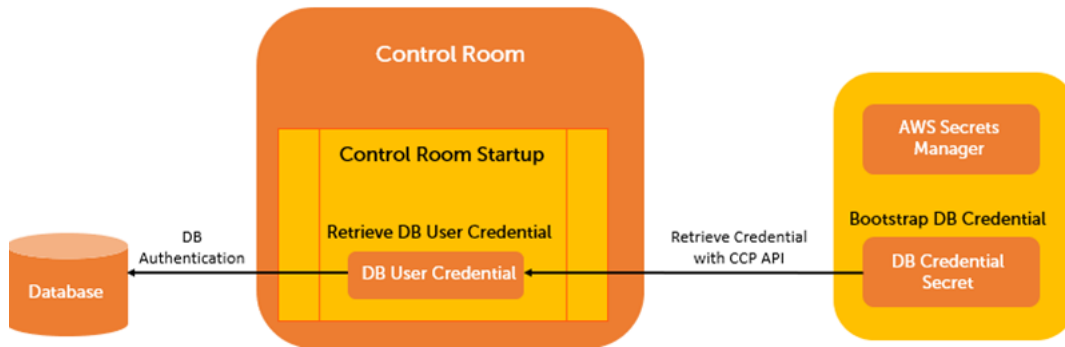 Control Room
Control Room Startup
Retrieve DB User Credential
DB User Credential
DB
Authentication
Database
Retrieve Credential
with CCP API
AWS Secrets
Manager
Bootstrap DB Credential
DB Credential
Secret